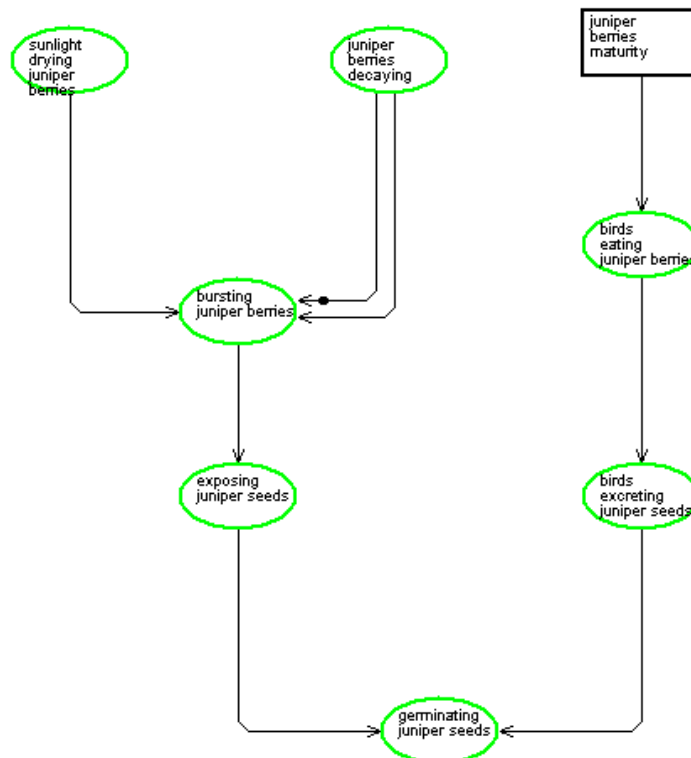 sunlight
drying
juniper
berries
juniper
berries
decaying
juniper
berries
maturity
birds
eating
juniper berries
bursting
juniper berries
exposing
juniper seeds
birds
excreting
juniper seeds
germinating
juniper seeds